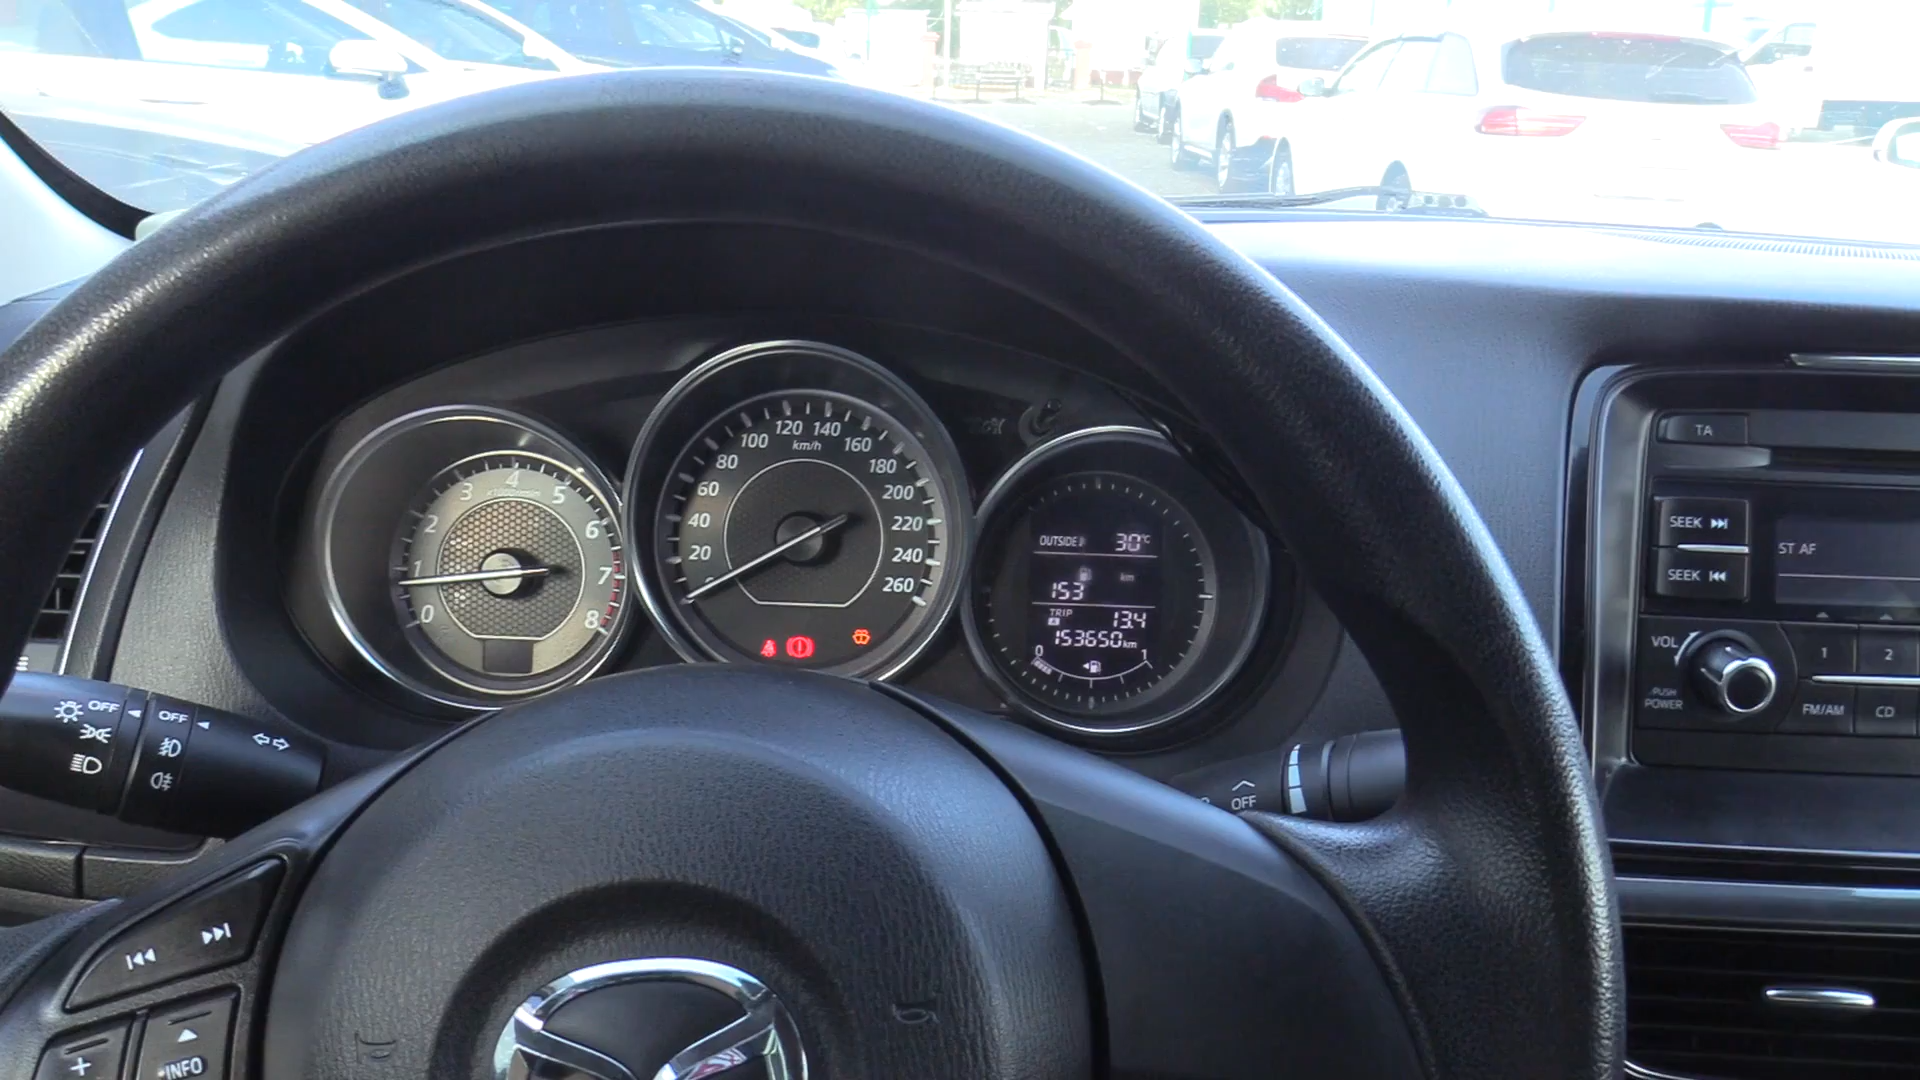 0
1
2
3
4
5
6
7
8
20
40
60
80
100
120
140
160
180
200
220
240
260
km/h
OUTSIDE 30°C
km
153
TRIP
A 13.4
153650km
0 1
OFF
OFF
OFF
INFO
+
TA
SEEK
SEEK
ST AF
VOL
PUSH
POWER
1 2
FM/AM CD